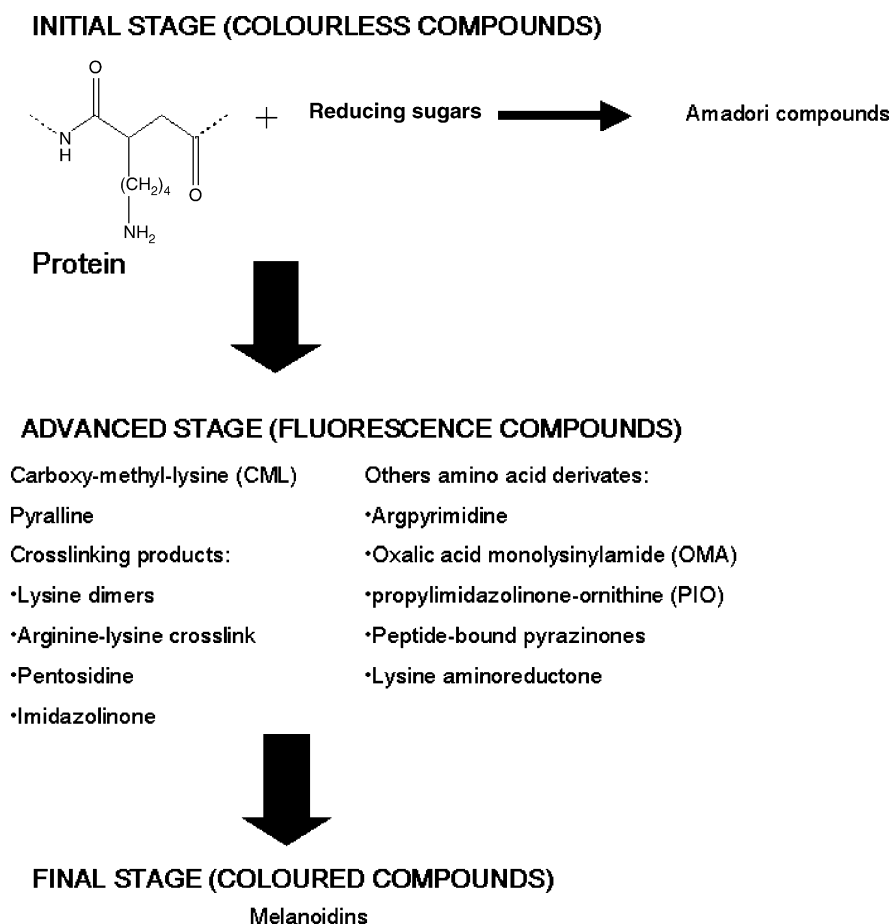 INITIAL STAGE (COLOURLESS COMPOUNDS)
O
N
H
(CH2)4
NH2
O
+
Reducing sugars
Amadori compounds
Protein
ADVANCED STAGE (FLUORESCENCE COMPOUNDS)
Carboxy-methyl-lysine (CML)
Pyralline
Crosslinking products:
•Lysine dimers
•Arginine-lysine crosslink
•Pentosidine
•Imidazolinone
Others amino acid derivates:
•Argpyrimidine
•Oxalic acid monolysinylamide (OMA)
•propylimidazolinone-ornithine (PIO)
•Peptide-bound pyrazinones
•Lysine aminoreductone
FINAL STAGE (COLOURED COMPOUNDS)
Melanoidins